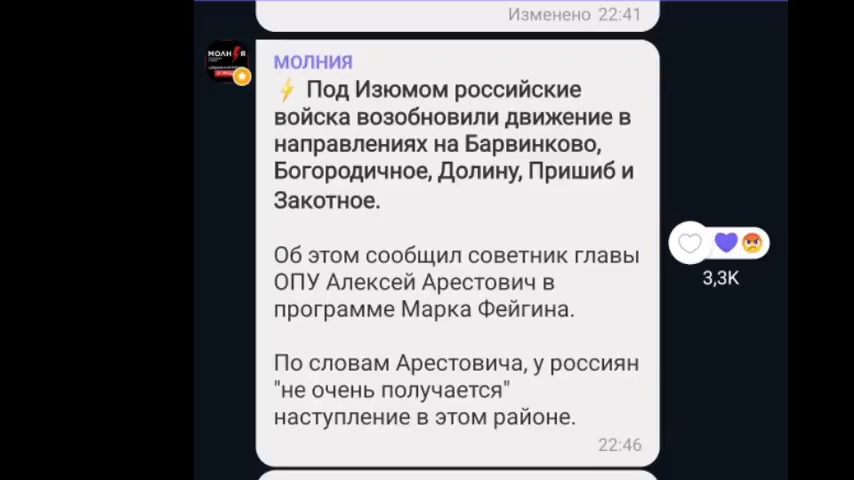 Изменено 22:41
МОЛНИЯ
МОЛНИЯ
⚡ Под Изюмом российские
войска возобновили движение в
направлениях на Барвинково,
Богородичное, Долину, Пришиб и
Закотное.
Об этом сообщил советник главы
ОПУ Алексей Арестович в
программе Марка Фейгина.
По словам Арестовича, у россиян
"не очень получается"
наступление в этом районе.
22:46
3,3K